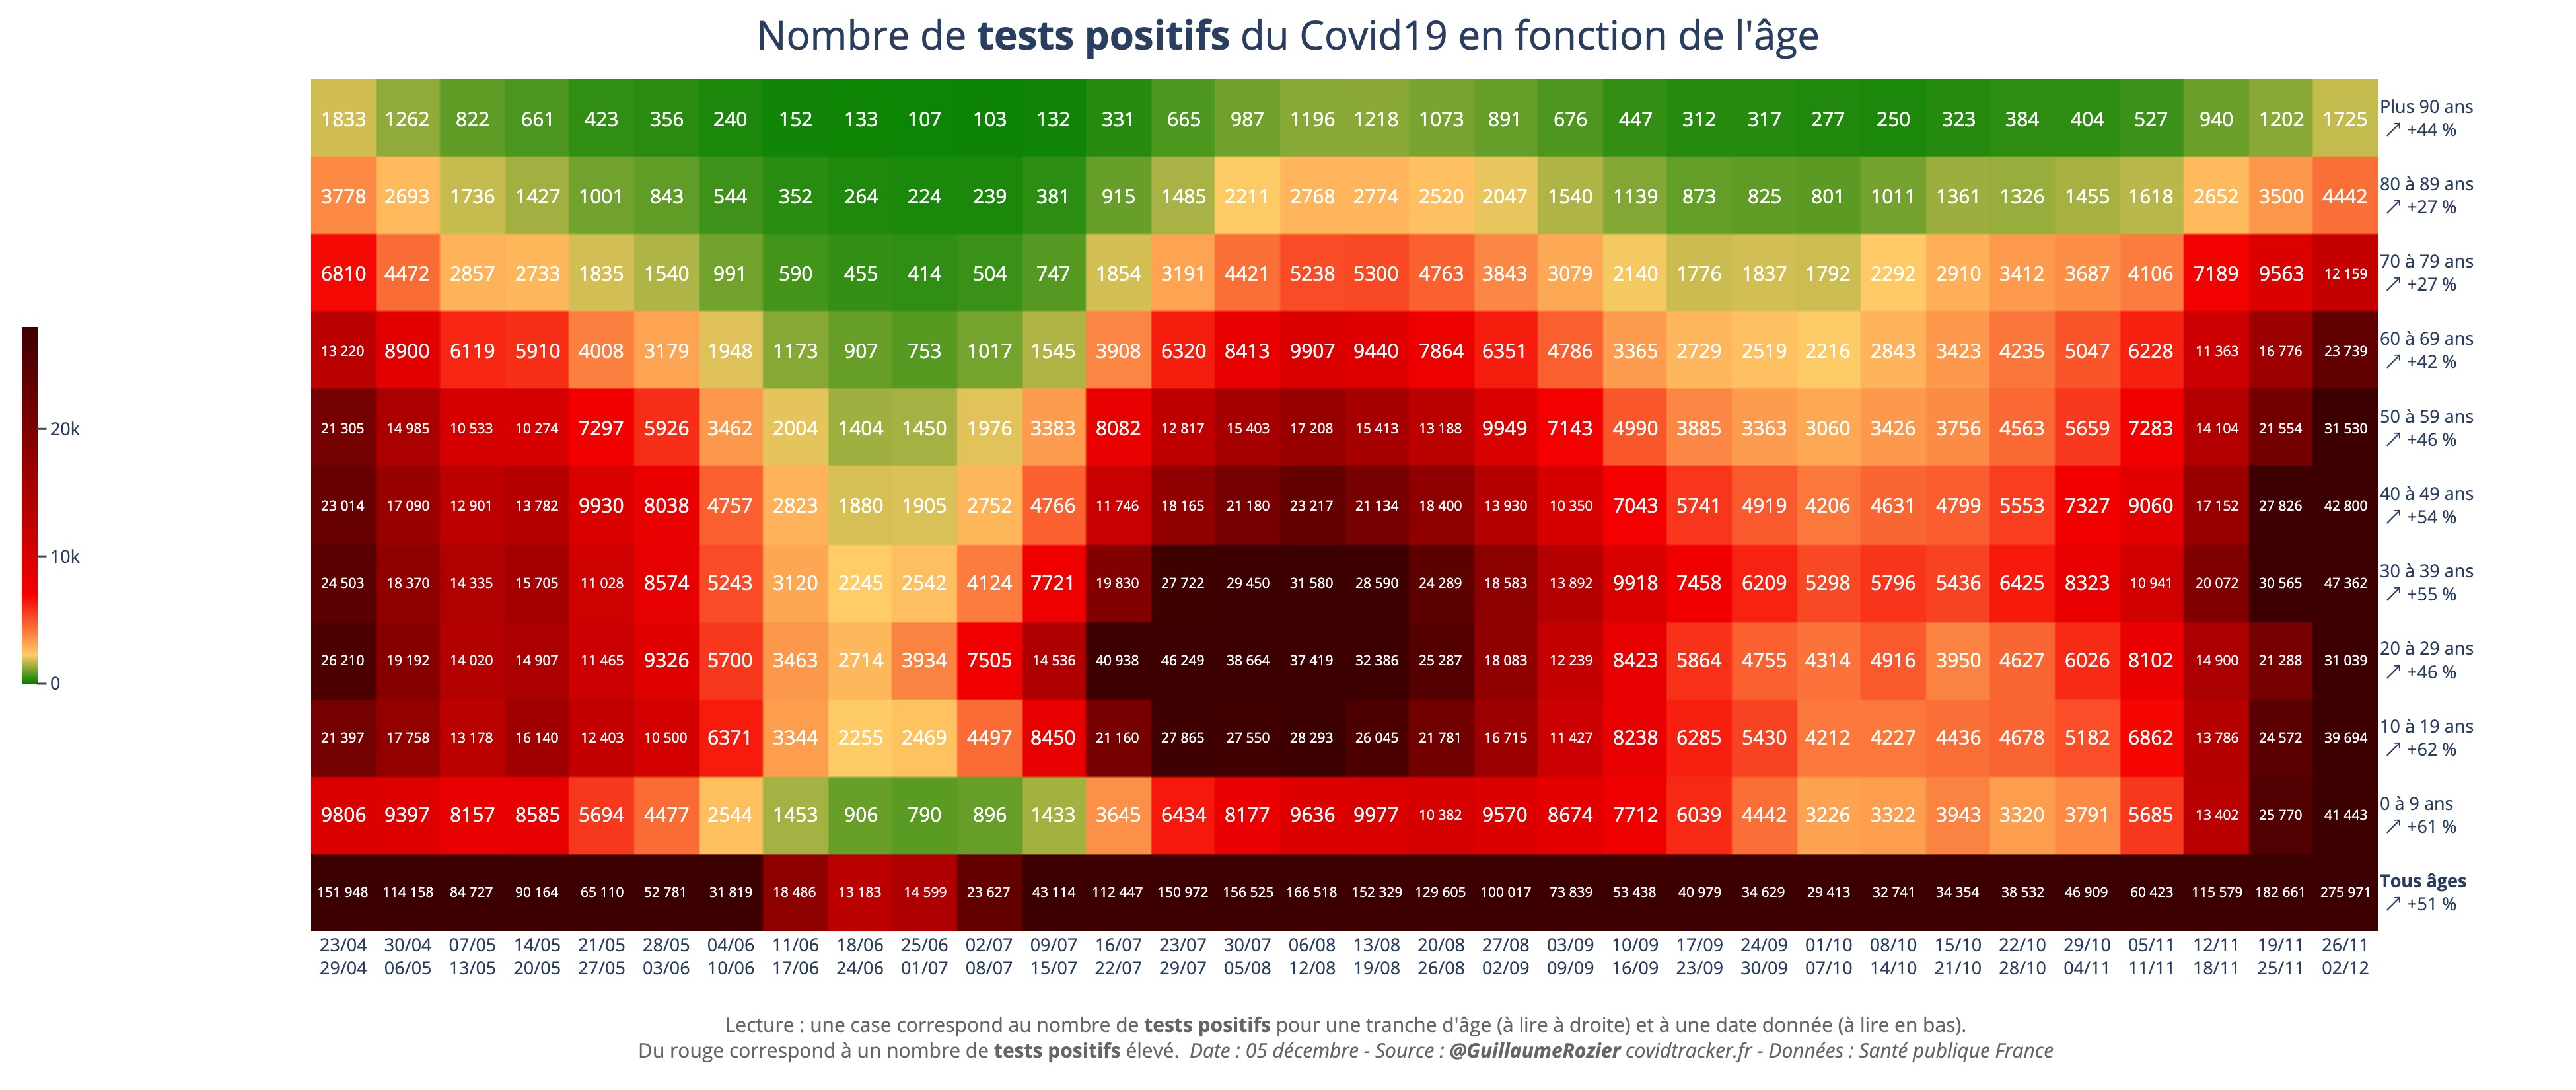 Nombre de tests positifs du Covid19 en fonction de l'âge
1833 1262 822 661 423 356 240 152 133 107 103 132 331 665 987 1196 1218 1073 891 676 447 312 317 277 250 323 384 404 527 940 1202 1725 Plus 90 ans
↗ +44 %
3778 2693 1736 1427 1001 843 544 352 264 224 239 381 915 1485 2211 2768 2774 2520 2047 1540 1139 873 825 801 1011 1361 1326 1455 1618 2652 3500 4442 80 à 89 ans
↗ +27 %
6810 4472 2857 2733 1835 1540 991 590 455 414 504 747 1854 3191 4421 5238 5300 4763 3843 3079 2140 1776 1837 1792 2292 2910 3412 3687 4106 7189 9563 12 159 70 à 79 ans
↗ +27 %
13 220 8900 6119 5910 4008 3179 1948 1173 907 753 1017 1545 3908 6320 8413 9907 9440 7864 6351 4786 3365 2729 2519 2216 2843 3423 4235 5047 6228 11 363 16 776 23 739 60 à 69 ans
↗ +42 %
20k
21 305 14 985 10 533 10 274 7297 5926 3462 2004 1404 1450 1976 3383 8082 12 817 15 403 17 208 15 413 13 188 9949 7143 4990 3885 3363 3060 3426 3756 4563 5659 7283 14 104 21 554 31 530 50 à 59 ans
↗ +46 %
23 014 17 090 12 901 13 782 9930 8038 4757 2823 1880 1905 2752 4766 11 746 18 165 21 180 23 217 21 134 18 400 13 930 10 350 7043 5741 4919 4206 4631 4799 5553 7327 9060 17 152 27 826 42 800 40 à 49 ans
↗ +54 %
10k
24 503 18 370 14 335 15 705 11 028 8574 5243 3120 2245 2542 4124 7721 19 830 27 722 29 450 31 580 28 590 24 289 18 583 13 892 9918 7458 6209 5298 5796 5436 6425 8323 10 941 20 072 30 565 47 362 30 à 39 ans
↗ +55 %
26 210 19 192 14 020 14 907 11 465 9326 5700 3463 2714 3934 7505 14 536 40 938 46 249 38 664 37 419 32 386 25 287 18 083 12 239 8423 5864 4755 4314 4916 3950 4627 6026 8102 14 900 21 288 31 039 20 à 29 ans
↗ +46 %
0
21 397 17 758 13 178 16 140 12 403 10 500 6371 3344 2255 2469 4497 8450 21 160 27 865 27 550 28 293 26 045 21 781 16 715 11 427 8238 6285 5430 4212 4227 4436 4678 5182 6862 13 786 24 572 39 694 10 à 19 ans
↗ +62 %
9806 9397 8157 8585 5694 4477 2544 1453 906 790 896 1433 3645 6434 8177 9636 9977 10 382 9570 8674 7712 6039 4442 3226 3322 3943 3320 3791 5685 13 402 25 770 41 443 0 à 9 ans
↗ +61 %
151 948 114 158 84 727 90 164 65 110 52 781 31 819 18 486 13 183 14 599 23 627 43 114 112 447 150 972 156 525 166 518 152 329 129 605 100 017 73 839 53 438 40 979 34 629 29 413 32 741 34 354 38 532 46 909 60 423 115 579 182 661 275 971 Tous âges
↗ +51 %
23/04 30/04 07/05 14/05 21/05 28/05 04/06 11/06 18/06 25/06 02/07 09/07 16/07 23/07 30/07 06/08 13/08 20/08 27/08 03/09 10/09 17/09 24/09 01/10 08/10 15/10 22/10 29/10 05/11 12/11 19/11 26/11
29/04 06/05 13/05 20/05 27/05 03/06 10/06 17/06 24/06 01/07 08/07 15/07 22/07 29/07 05/08 12/08 19/08 26/08 02/09 09/09 16/09 23/09 30/09 07/10 14/10 21/10 28/10 04/11 11/11 18/11 25/11 02/12
Lecture : une case correspond au nombre de tests positifs pour une tranche d'âge (à lire à droite) et à une date donnée (à lire en bas).
Du rouge correspond à un nombre de tests positifs élevé. Date : 05 décembre - Source : @GuillaumeRozier covidtracker.fr - Données : Santé publique France